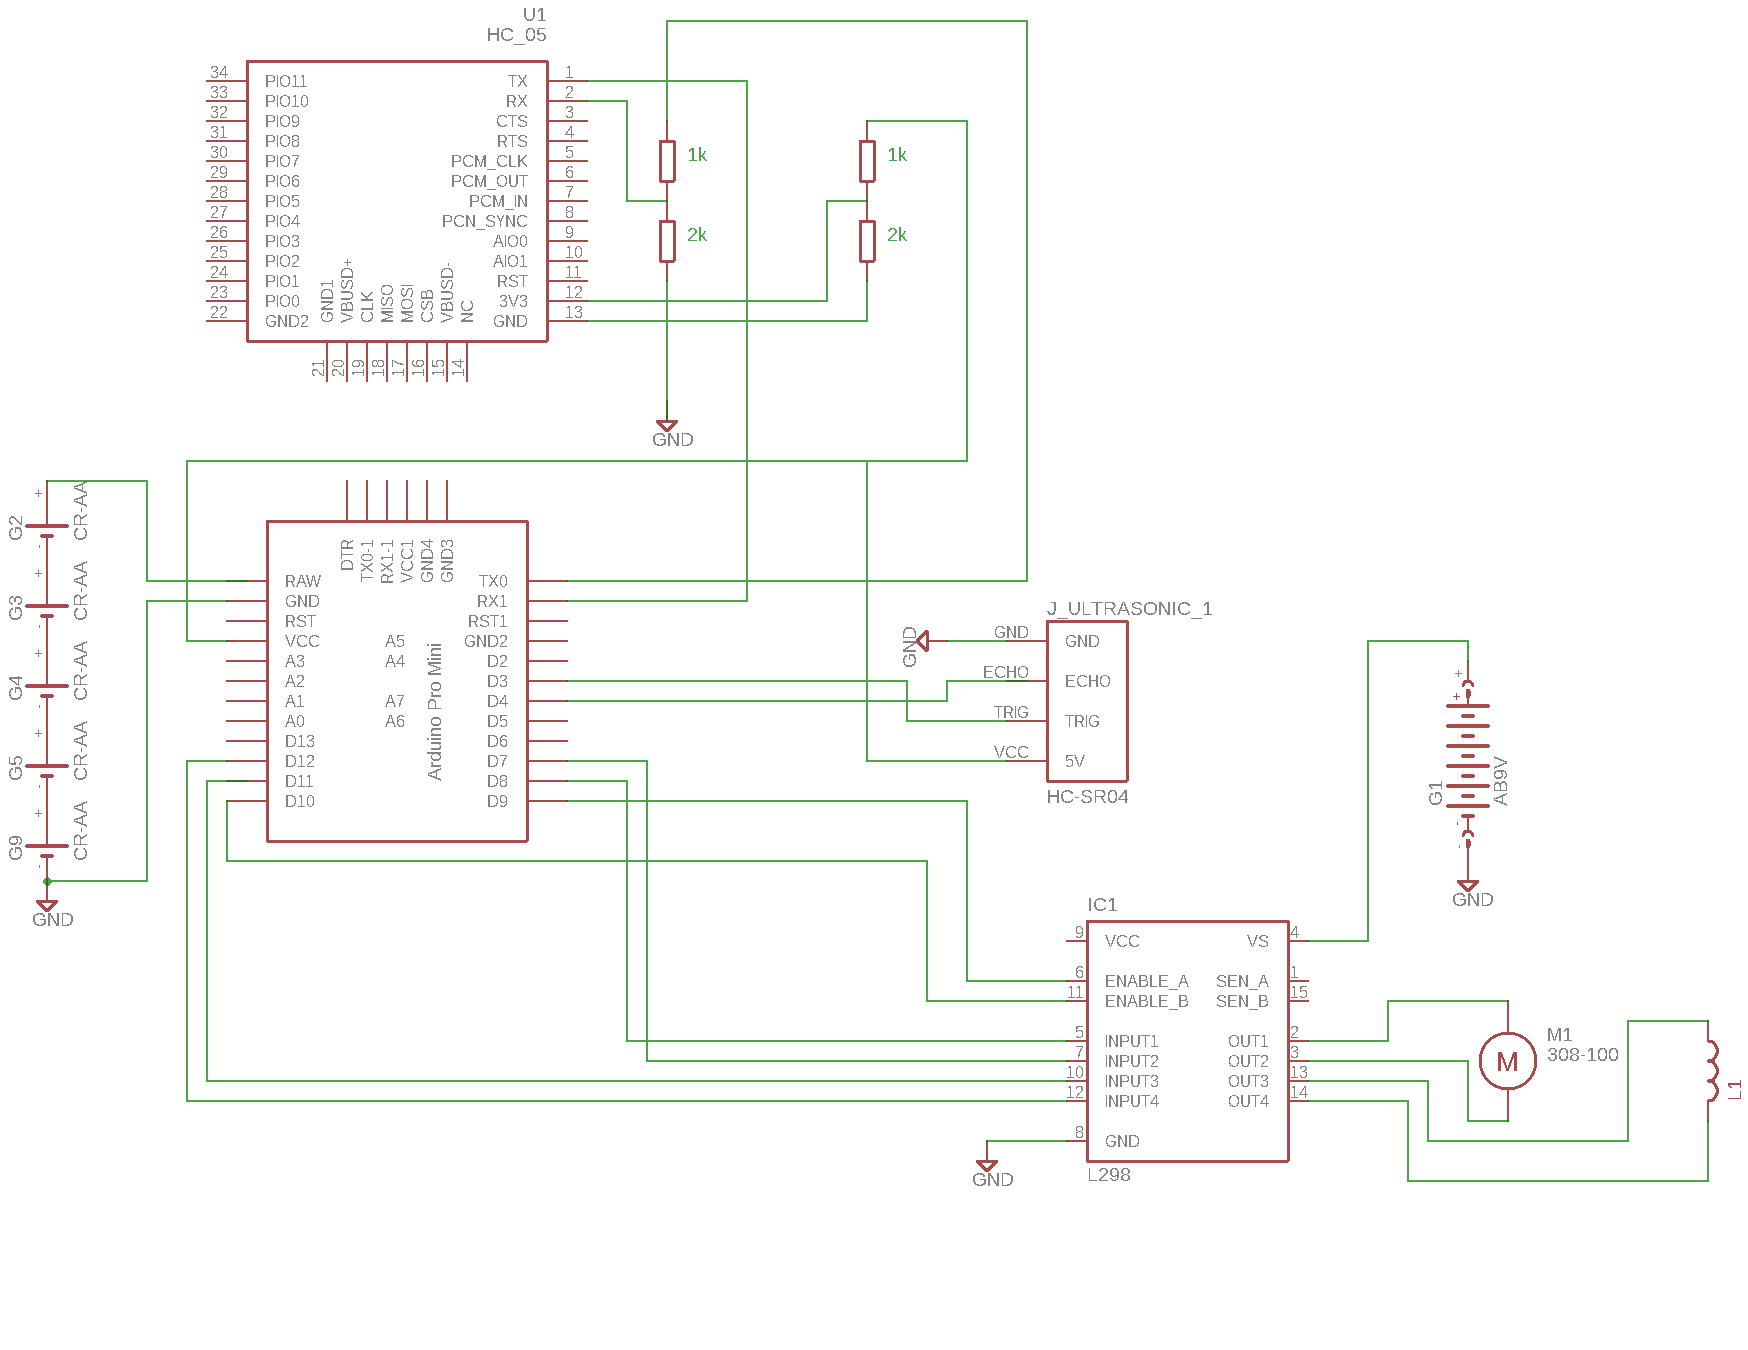 U1
HC_05
34 PIO11 TX 1
33 PIO10 RX 2
32 PIO9 CTS 3
31 PIO8 RTS 4
30 PIO7 PCM_CLK 5
29 PIO6 PCM_OUT 6
28 PIO5 PCM_IN 7
27 PIO4 PCN_SYNC 8
26 PIO3 AIO0 9
25 PIO2 AIO1 10
24 PIO1 RST 11
23 PIO0 3V3 12
22 GND2 GND 13
GND1
VBUSD+
CLK
MISO
MOSI
CSB
VBUSD-
NC
21
20
19
18
17
16
15
14
1k
2k
1k
2k
GND
+
G2
CR-AA
-
+
G3
CR-AA
-
+
G4
CR-AA
-
+
G5
CR-AA
-
+
G9
CR-AA
-
GND
DTR
TX0-1
RX1-1
VCC1
GND4
GND3
RAW TX0
GND RX1
RST RST1
VCC A5 GND2
A3 A4 D2
A2 D3
A1 A7 D4
A0 A6 D5
D13 D6
D12 D7
D11 D8
D10 D9
Arduino Pro Mini
J_ULTRASONIC_1
GND
GND GND
ECHO ECHO
TRIG TRIG
VCC 5V
HC-SR04
+
+
G1
AB9V
-
-
GND
IC1
9 VCC VS 4
6 ENABLE_A SEN_A 1
11 ENABLE_B SEN_B 15
5 INPUT1 OUT1 2
7 INPUT2 OUT2 3
10 INPUT3 OUT3 13
12 INPUT4 OUT4 14
8 GND
L298
GND
M
M1
308-100
L1